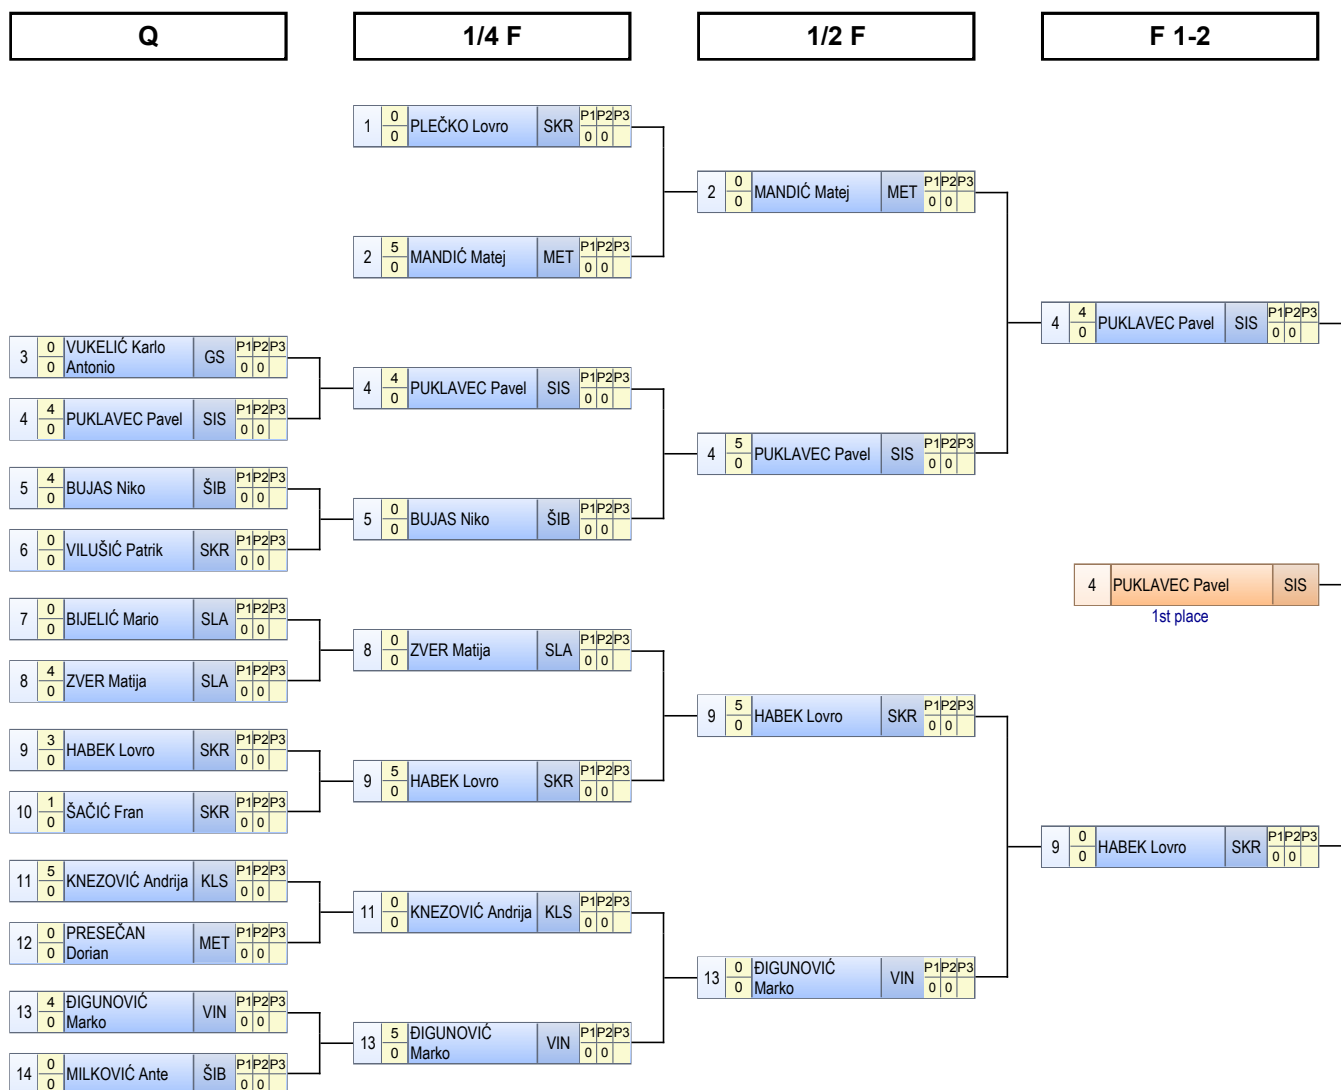 Q
1/4 F
1/2 F
F 1-2
1 0 0 PLEČKO Lovro SKR P1 P2 P3 0 0
2 5 0 MANDIĆ Matej MET P1 P2 P3 0 0
3 0 0 VUKELIĆ Karlo Antonio GS P1 P2 P3 0 0
4 4 0 PUKLAVEC Pavel SIS P1 P2 P3 0 0
5 4 0 BUJAS Niko ŠIB P1 P2 P3 0 0
6 0 0 VILUŠIĆ Patrik SKR P1 P2 P3 0 0
7 0 0 BIJELIĆ Mario SLA P1 P2 P3 0 0
8 4 0 ZVER Matija SLA P1 P2 P3 0 0
9 3 0 HABEK Lovro SKR P1 P2 P3 0 0
10 1 0 ŠAČIĆ Fran SKR P1 P2 P3 0 0
11 5 0 KNEZOVIĆ Andrija KLS P1 P2 P3 0 0
12 0 0 PRESEČAN Dorian MET P1 P2 P3 0 0
13 4 0 ĐIGUNOVIĆ Marko VIN P1 P2 P3 0 0
14 0 0 MILKOVIĆ Ante ŠIB P1 P2 P3 0 0
4 4 0 PUKLAVEC Pavel SIS P1 P2 P3 0 0
5 0 0 BUJAS Niko ŠIB P1 P2 P3 0 0
8 0 0 ZVER Matija SLA P1 P2 P3 0 0
9 5 0 HABEK Lovro SKR P1 P2 P3 0 0
11 0 0 KNEZOVIĆ Andrija KLS P1 P2 P3 0 0
13 5 0 ĐIGUNOVIĆ Marko VIN P1 P2 P3 0 0
2 0 0 MANDIĆ Matej MET P1 P2 P3 0 0
4 5 0 PUKLAVEC Pavel SIS P1 P2 P3 0 0
9 5 0 HABEK Lovro SKR P1 P2 P3 0 0
13 0 0 ĐIGUNOVIĆ Marko VIN P1 P2 P3 0 0
4 4 0 PUKLAVEC Pavel SIS P1 P2 P3 0 0
4 PUKLAVEC Pavel SIS
1st place
9 0 0 HABEK Lovro SKR P1 P2 P3 0 0